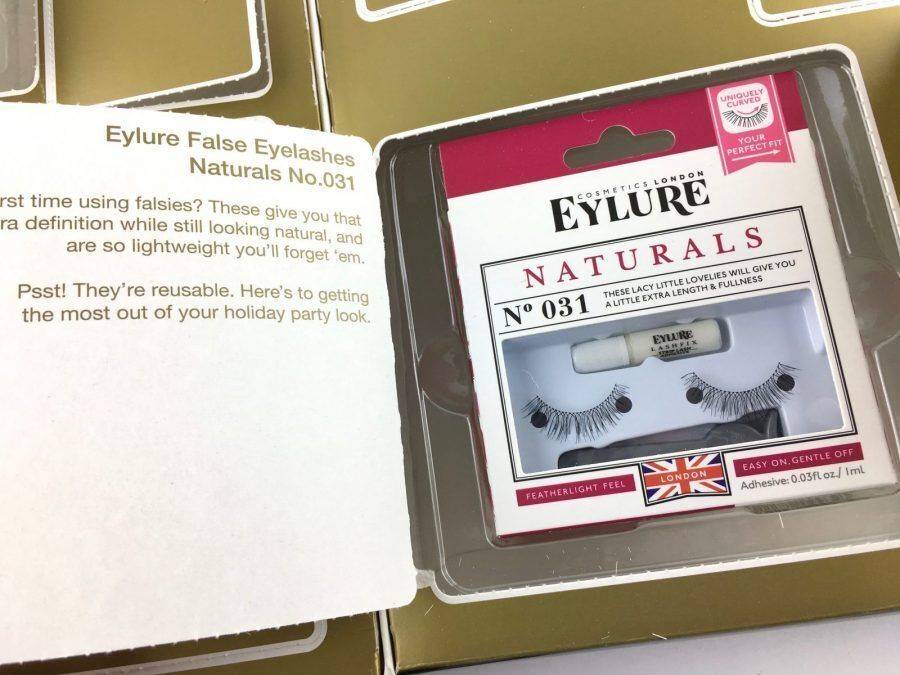 Eylure False Eyelashes
Naturals No.031
rst time using falsies? These give you that
ra definition while still looking natural, and
are so lightweight you'll forget 'em.
Psst! They're reusable. Here's to getting
the most out of your holiday party look.
UNIQUELY
CURVED
YOUR
PERFECT FIT
COSMETICS LONDON
EYLURE
NATURALS
Nº 031
THESE LACY LITTLE LOVELIES WILL GIVE YOU
A LITTLE EXTRA LENGTH & FULLNESS
EYLURE
LASHFIX
STRIP LASH
FEATHERLIGHT FEEL
LONDON
EASY ON, GENTLE OFF
Adhesive: 0.03fl oz./ 1ml